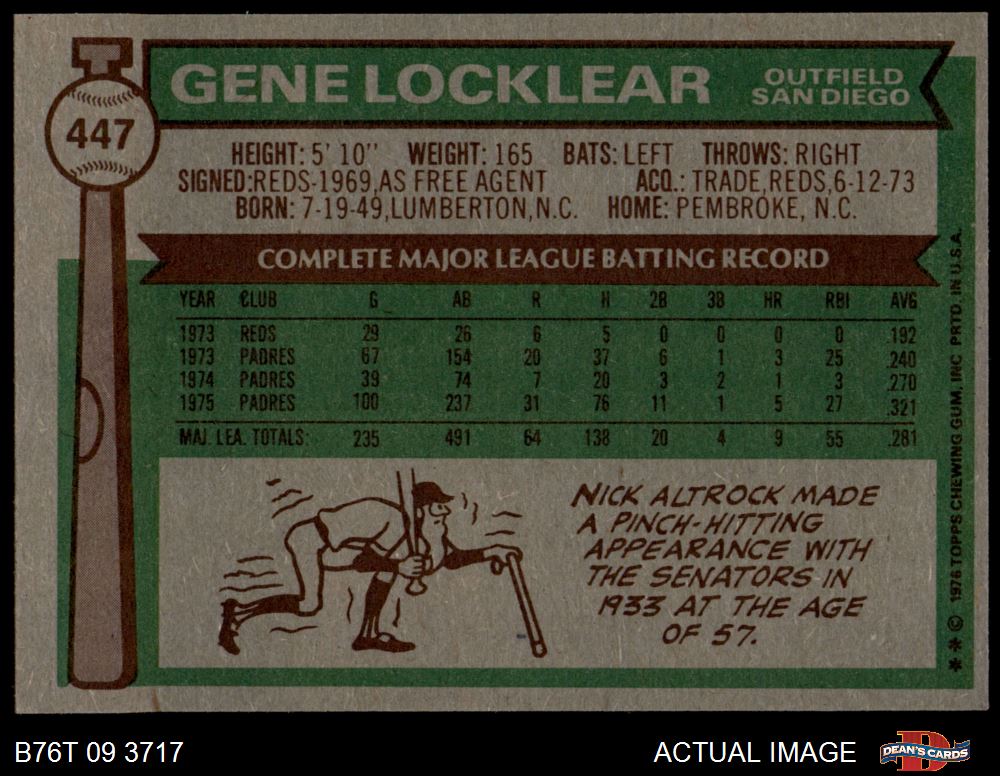 GENE LOCKLEAR
OUTFIELD
SAN DIEGO
447
HEIGHT: 5' 10" WEIGHT: 165 BATS: LEFT THROWS: RIGHT
SIGNED:REDS-1969,AS FREE AGENT ACQ.: TRADE,REDS,6-12-73
BORN: 7-19-49,LUMBERTON,N.C. HOME: PEMBROKE, N.C.
COMPLETE MAJOR LEAGUE BATTING RECORD
YEAR CLUB G AB R H 2B 3B HR RBI AVG
1973 REDS 29 26 6 5 0 0 0 0 .192
1973 PADRES 67 154 20 37 6 1 3 25 .240
1974 PADRES 39 74 7 20 3 2 1 3 .270
1975 PADRES 100 237 31 76 11 1 5 27 .321
MAJ. LEA. TOTALS: 235 491 64 138 20 4 9 55 .281
NICK ALTROCK MADE
A PINCH-HITTING
APPEARANCE WITH
THE SENATORS IN
1933 AT THE AGE
OF 57.
** © 1976 TOPPS CHEWING GUM, INC PRTD. IN U.S.A.
B76T 09 3717
ACTUAL IMAGE
DEAN'S CARDS